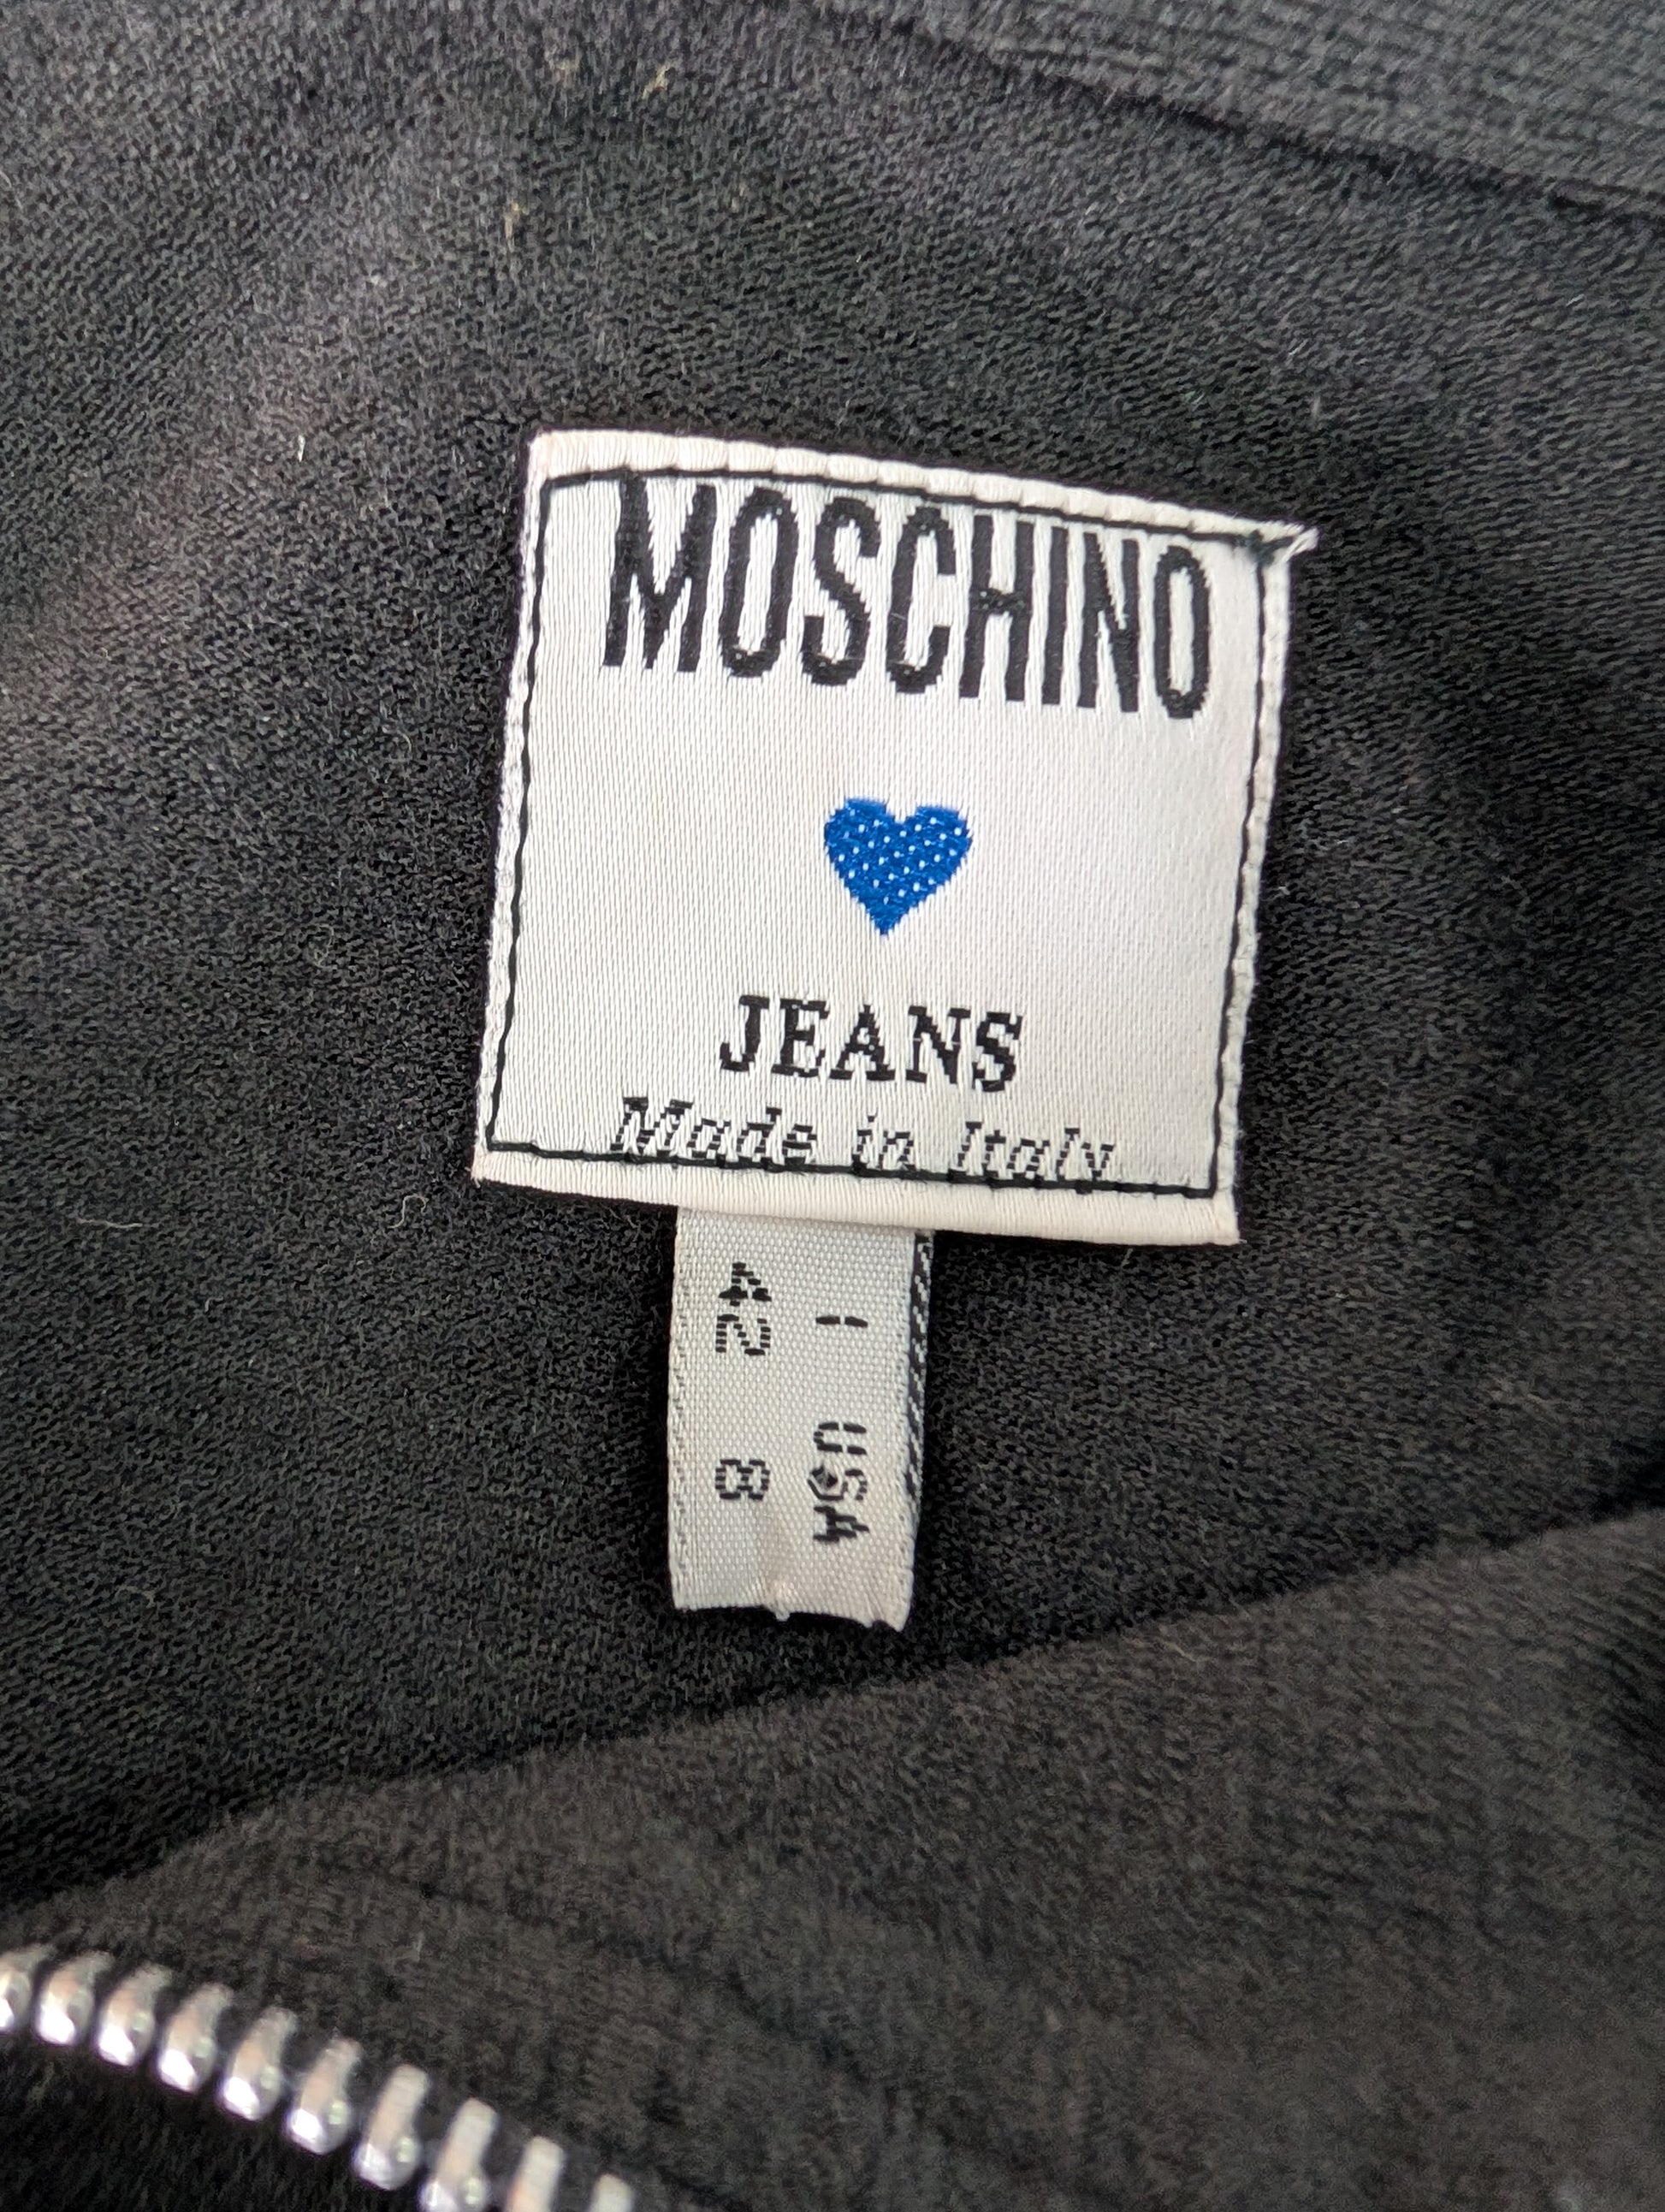 MOSCHINO
JEANS
Made in Italy
I USA
42 8